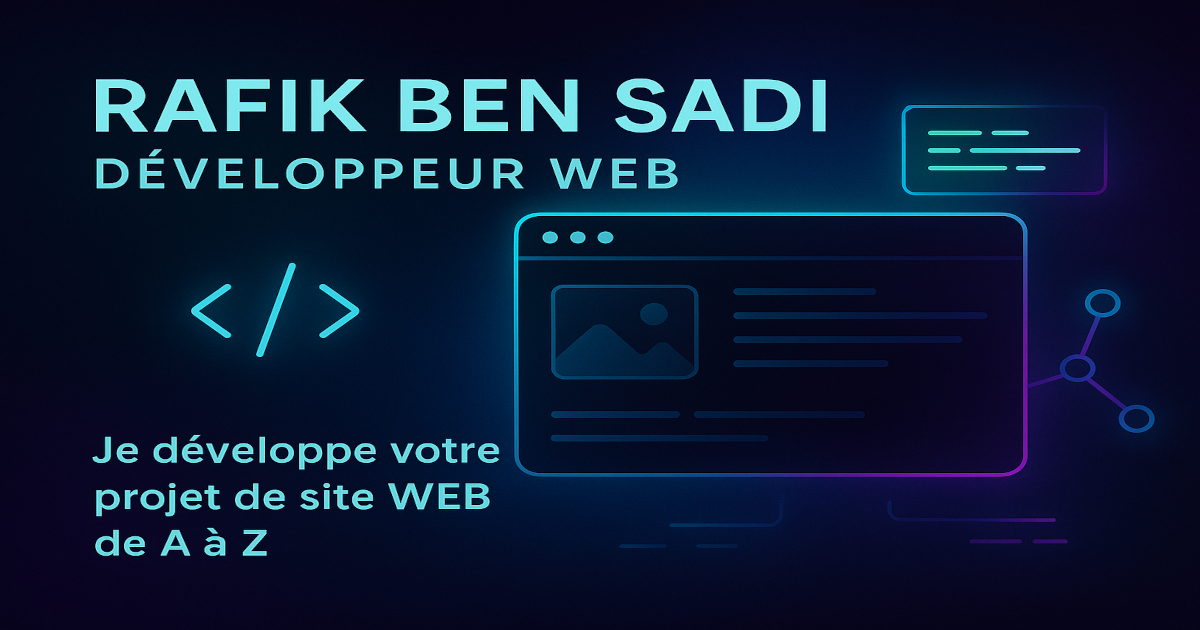 RAFIK BEN SADI
DÉVELOPPEUR WEB
</>
Je développe votre
projet de site WEB
de A à Z